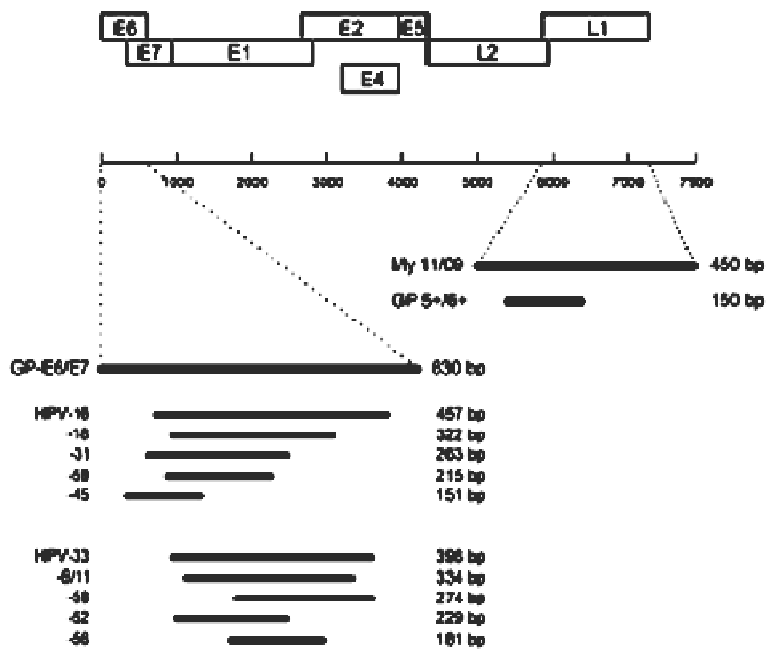 E6 E2 E5 L1
E7 E1 L2
E4
0 1000 2000 3000 4000 5000 6000 7000 7900
My 11/09 450 bp
GP 5+/6+ 150 bp
GP-E6/E7 630 bp
HPV-16 457 bp
322 bp
-31 263 bp
215 bp
-45 151 bp
HPV-33 398 bp
-6/11 334 bp
274 bp
-52 229 bp
181 bp